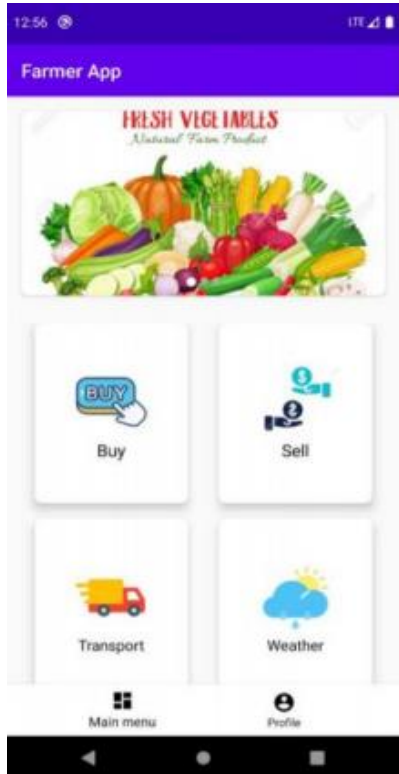 12:56
LTE
Farmer App
FRESH VEGETABLES
Natural Farm Product
BUY
Buy
Sell
Transport
Weather
Main menu
Profile